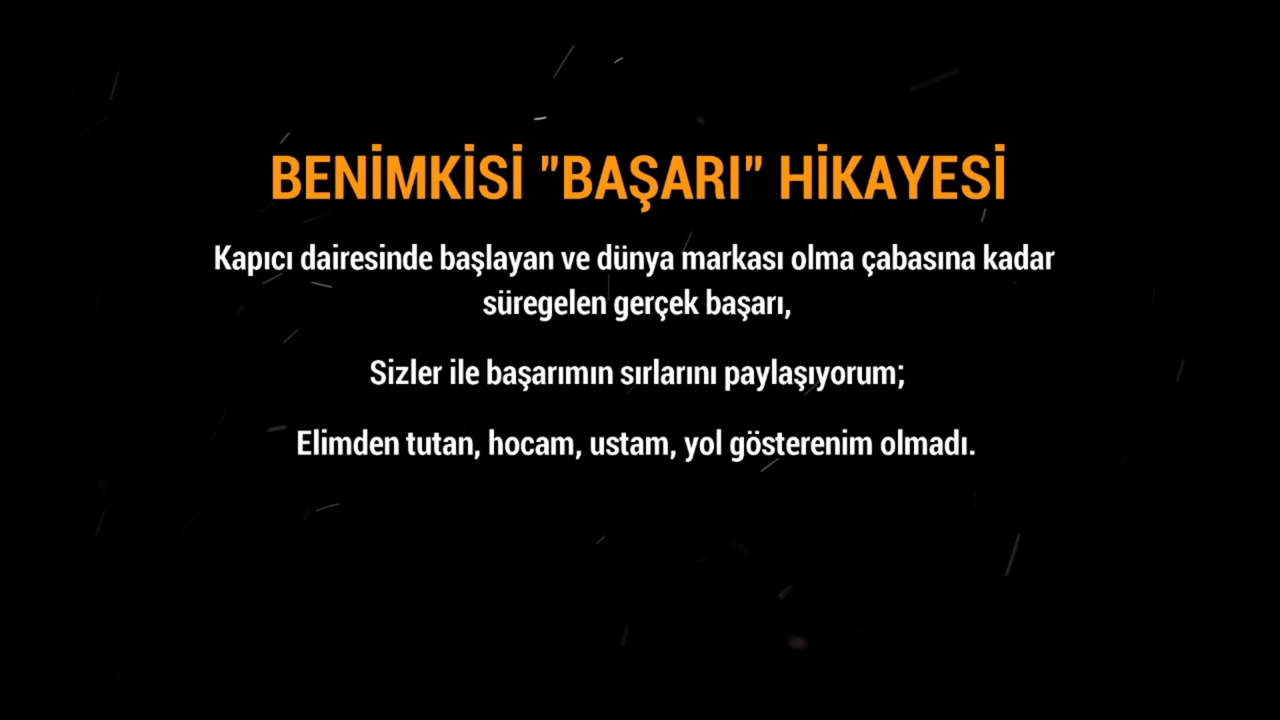 BENİMKİSİ "BAŞARI" HİKAYESİ
Kapıcı dairesinde başlayan ve dünya markası olma çabasına kadar
süregelen gerçek başarı,
Sizler ile başarımın sırlarını paylaşıyorum;
Elimden tutan, hocam, ustam, yol gösterenim olmadı.